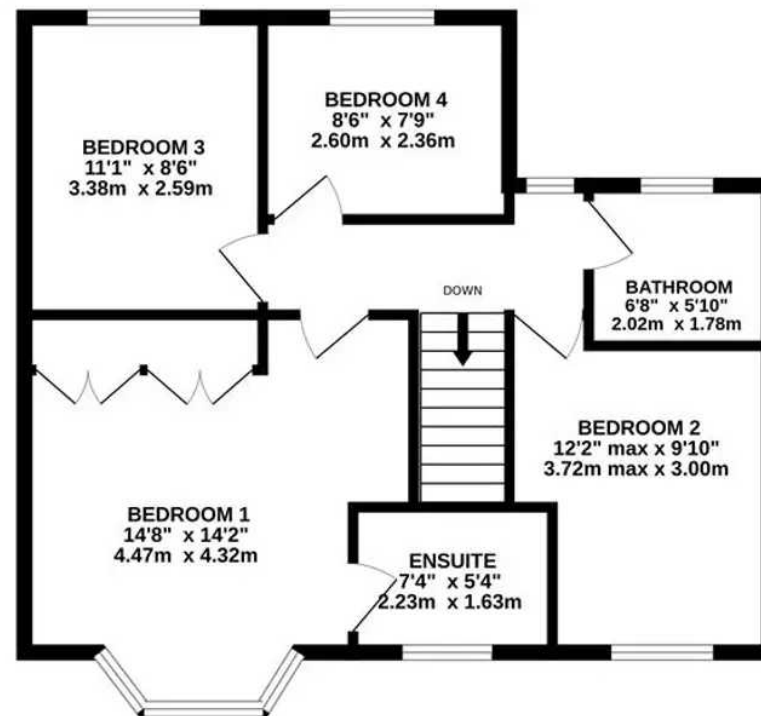 BEDROOM 4
8'6" x 7'9"
2.60m x 2.36m
BEDROOM 3
11'1" x 8'6"
3.38m x 2.59m
DOWN
BATHROOM
6'8" x 5'10"
2.02m x 1.78m
BEDROOM 2
12'2" max x 9'10"
3.72m max x 3.00m
BEDROOM 1
14'8" x 14'2"
4.47m x 4.32m
ENSUITE
7'4" x 5'4"
2.23m x 1.63m